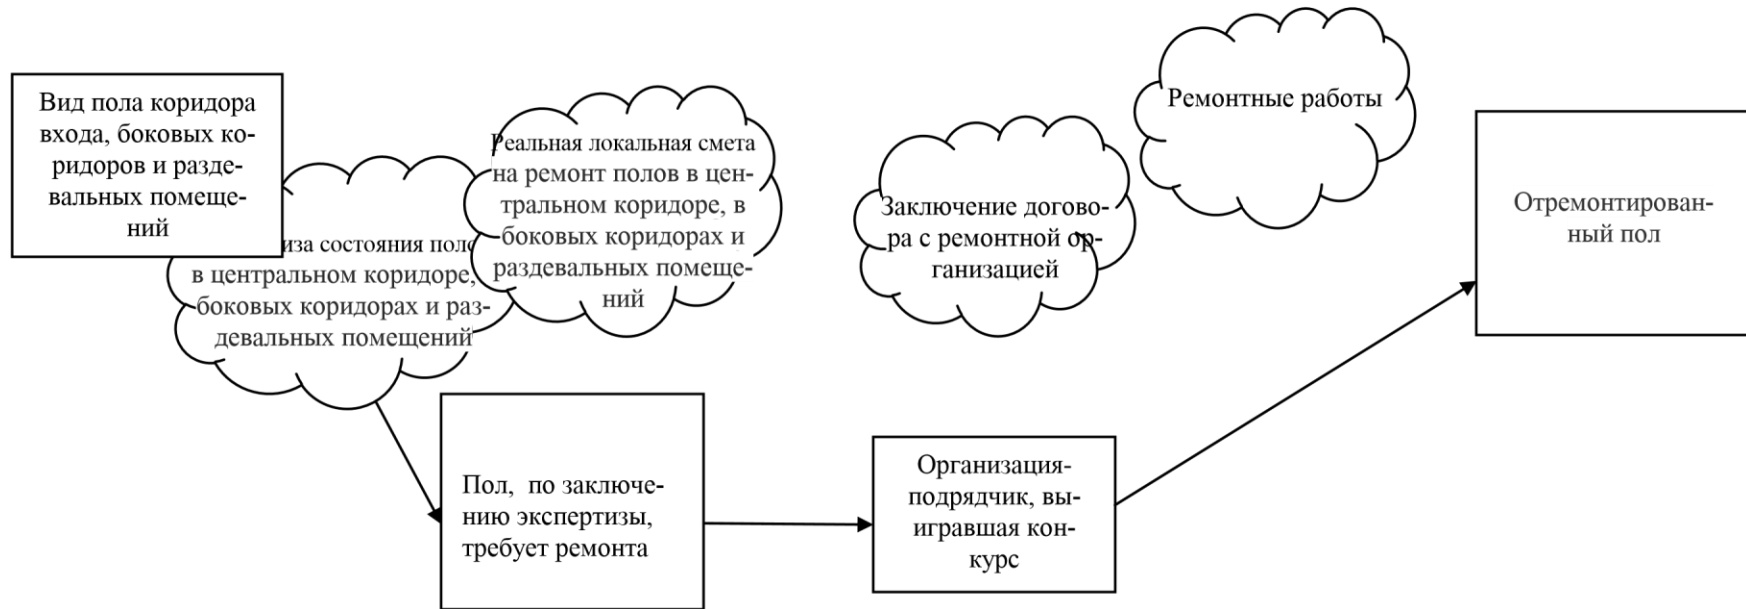 Вид пола коридора
входа, боковых ко-
ридоров и разде-
вальных помеще-
ний
состояния
в центральном коридоре,
боковых коридорах и раз-
девальных помещений
Реальная локальная смета
на ремонт полов в цен-
тральном коридоре, в
боковых коридорах и
раздевальных помеще-
ний
Заключение догово-
ра с ремонтной ор-
ганизацией
Ремонтные работы
Отремонтирован-
ный пол
Пол, по заключе-
нию экспертизы,
требует ремонта
Организация-
подрядчик, вы-
игравшая кон-
курс